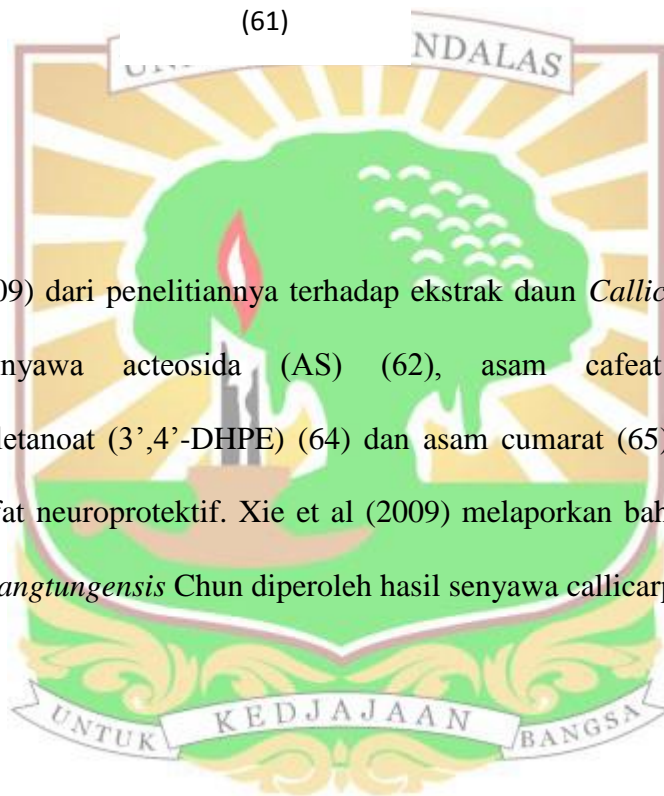 (61)
UN NDALAS
09) dari penelitiannya terhadap ekstrak daun Callic
nyawa acteosida (AS) (62), asam cafeat
letanoat (3’,4’-DHPE) (64) dan asam cumarat (65)
fat neuroprotektif. Xie et al (2009) melaporkan bah
angtungensis Chun diperoleh hasil senyawa callicarp
UNTUK KEDJAJAAN BANGSA